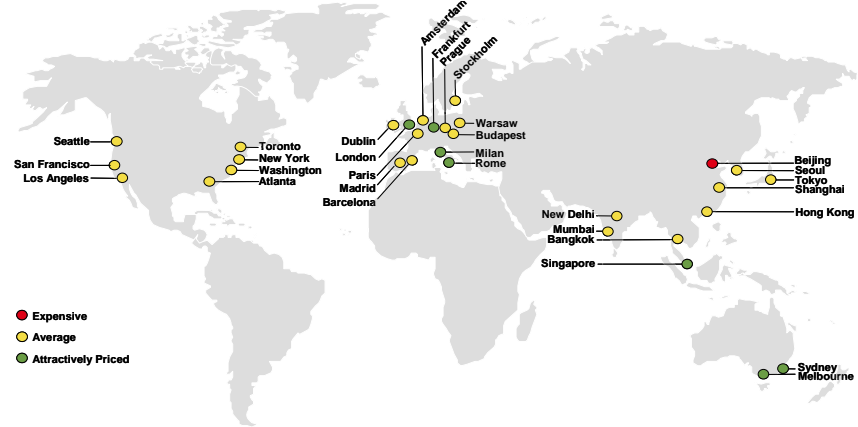 Amsterdam
Frankfurt
Prague
Stockholm
Seattle
San Francisco
Los Angeles
Toronto
New York
Washington
Atlanta
Dublin
London
Paris
Madrid
Barcelona
Warsaw
Budapest
Milan
Rone
Beijing
Seoul
Tokyo
Shanghai
Hong Kong
New Delhi
Mumbai
Bangkok
Singapore
Expensive
Average
Attractively Priced
Sydney
Melbourne